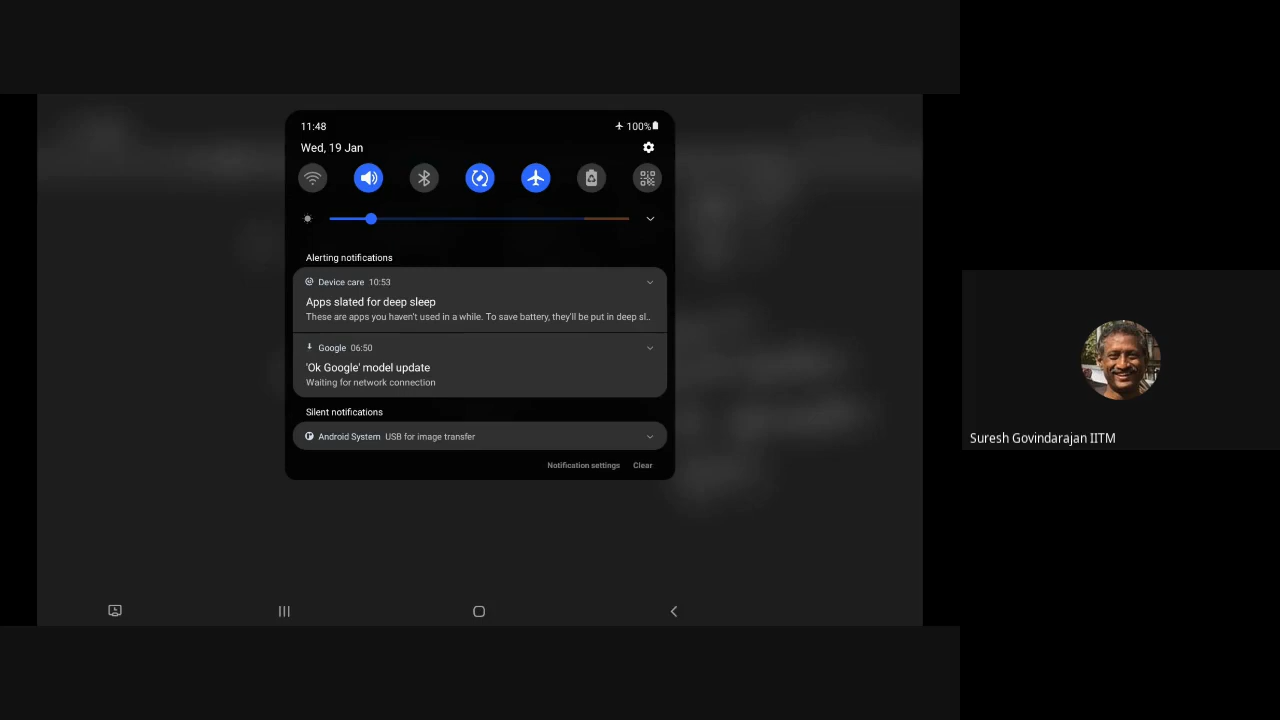 11:48
100%
Wed, 19 Jan
Alerting notifications
Device care 10:53
Apps slated for deep sleep
These are apps you haven't used in a while. To save battery, they'll be put in deep sl..
Google 06:50
'Ok Google' model update
Waiting for network connection
Silent notifications
Android System USB for image transfer
Notification settings Clear
Suresh Govindarajan IITM